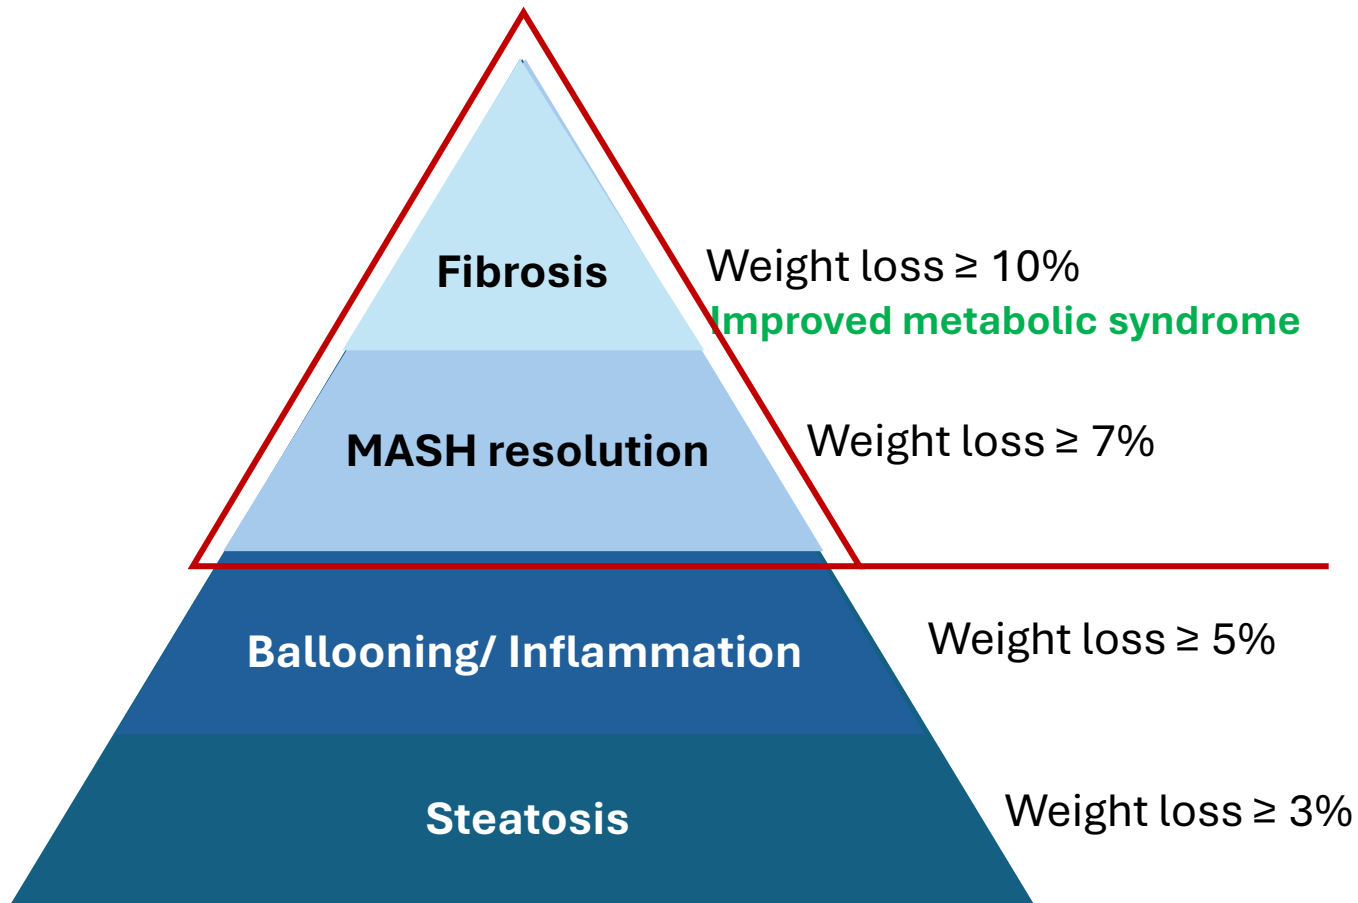 Fibrosis
Weight loss ≥ 10%
Improved metabolic syndrome
MASH resolution
Weight loss ≥ 7%
Ballooning/ Inflammation
Weight loss ≥ 5%
Steatosis
Weight loss ≥ 3%